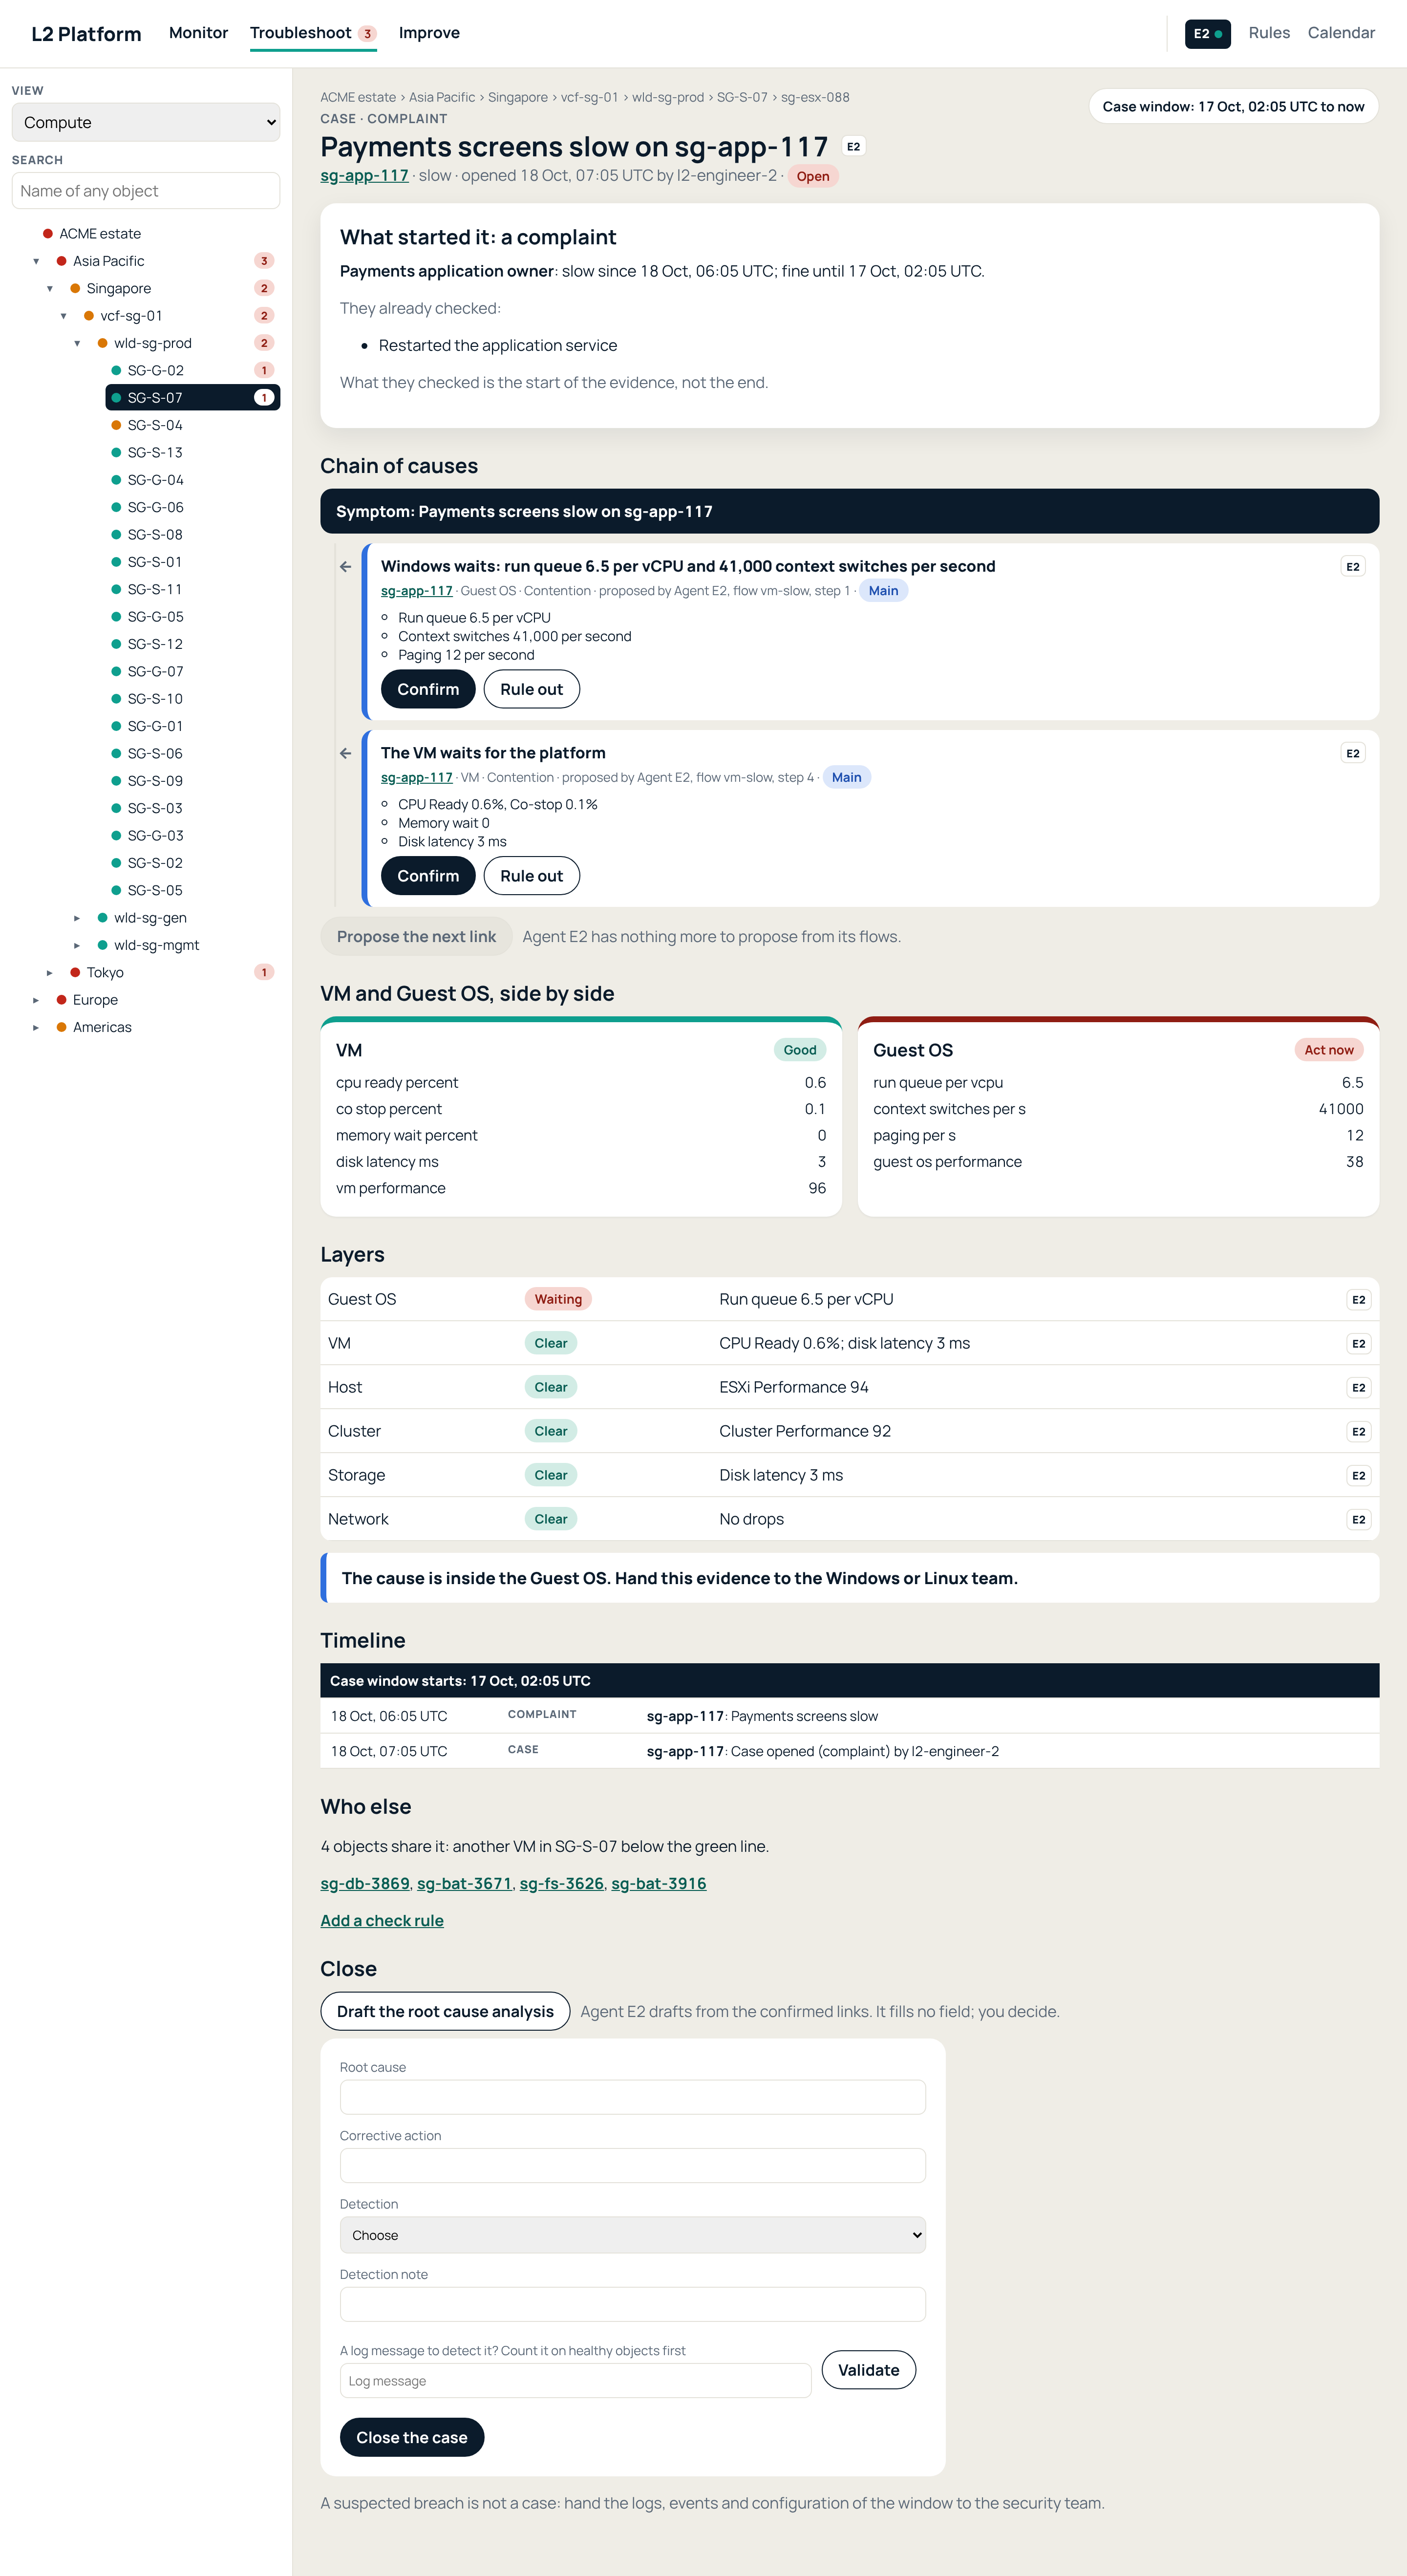 L2 Platform Monitor Troubleshoot 3 Improve E2 Rules Calendar
VIEW
Compute
SEARCH
Name of any object
ACME estate
Asia Pacific 3
Singapore 2
vcf-sg-01 2
wld-sg-prod 2
SG-G-02 1
SG-S-07 1
SG-S-04
SG-S-13
SG-G-04
SG-G-06
SG-S-08
SG-S-01
SG-S-11
SG-G-05
SG-S-12
SG-G-07
SG-S-10
SG-G-01
SG-S-06
SG-S-09
SG-S-03
SG-G-03
SG-S-02
SG-S-05
wld-sg-gen
wld-sg-mgmt
Tokyo 1
Europe
Americas
ACME estate > Asia Pacific > Singapore > vcf-sg-01 > wld-sg-prod > SG-S-07 > sg-esx-088
Case window: 17 Oct, 02:05 UTC to now
CASE · COMPLAINT
Payments screens slow on sg-app-117 E2
sg-app-117 · slow · opened 18 Oct, 07:05 UTC by l2-engineer-2 · Open
What started it: a complaint
Payments application owner: slow since 18 Oct, 06:05 UTC; fine until 17 Oct, 02:05 UTC.
They already checked:
Restarted the application service
What they checked is the start of the evidence, not the end.
Chain of causes
Symptom: Payments screens slow on sg-app-117
Windows waits: run queue 6.5 per vCPU and 41,000 context switches per second E2
sg-app-117 · Guest OS · Contention · proposed by Agent E2, flow vm-slow, step 1 · Main
Run queue 6.5 per vCPU
Context switches 41,000 per second
Paging 12 per second
Confirm Rule out
The VM waits for the platform E2
sg-app-117 · VM · Contention · proposed by Agent E2, flow vm-slow, step 4 · Main
CPU Ready 0.6%, Co-stop 0.1%
Memory wait 0
Disk latency 3 ms
Confirm Rule out
Propose the next link Agent E2 has nothing more to propose from its flows.
VM and Guest OS, side by side
VM Good
cpu ready percent 0.6
co stop percent 0.1
memory wait percent 0
disk latency ms 3
vm performance 96
Guest OS Act now
run queue per vcpu 6.5
context switches per s 41000
paging per s 12
guest os performance 38
Layers
Guest OS Waiting Run queue 6.5 per vCPU E2
VM Clear CPU Ready 0.6%; disk latency 3 ms E2
Host Clear ESXi Performance 94 E2
Cluster Clear Cluster Performance 92 E2
Storage Clear Disk latency 3 ms E2
Network Clear No drops E2
The cause is inside the Guest OS. Hand this evidence to the Windows or Linux team.
Timeline
Case window starts: 17 Oct, 02:05 UTC
18 Oct, 06:05 UTC COMPLAINT sg-app-117: Payments screens slow
18 Oct, 07:05 UTC CASE sg-app-117: Case opened (complaint) by l2-engineer-2
Who else
4 objects share it: another VM in SG-S-07 below the green line.
sg-db-3869, sg-bat-3671, sg-fs-3626, sg-bat-3916
Add a check rule
Close
Draft the root cause analysis Agent E2 drafts from the confirmed links. It fills no field; you decide.
Root cause
Corrective action
Detection
Choose
Detection note
A log message to detect it? Count it on healthy objects first
Log message Validate
Close the case
A suspected breach is not a case: hand the logs, events and configuration of the window to the security team.